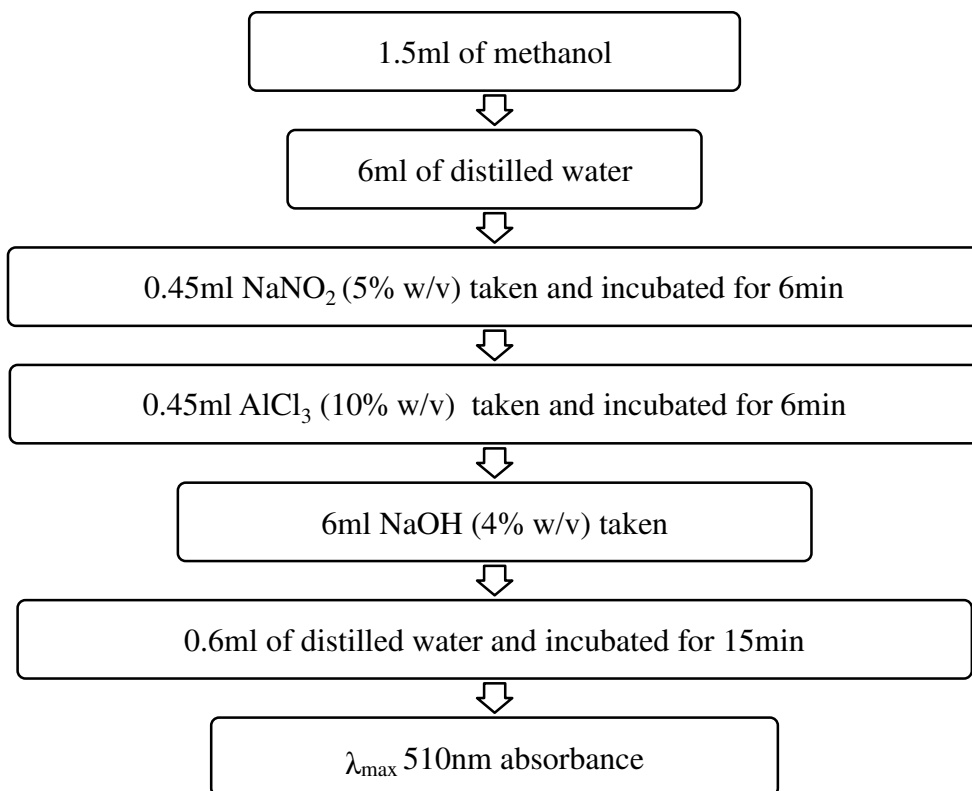 1.5ml of methanol
6ml of distilled water
0.45ml NaNO₂ (5% w/v) taken and incubated for 6min
0.45ml AlCl₃ (10% w/v) taken and incubated for 6min
6ml NaOH (4% w/v) taken
0.6ml of distilled water and incubated for 15min
λmax 510nm absorbance